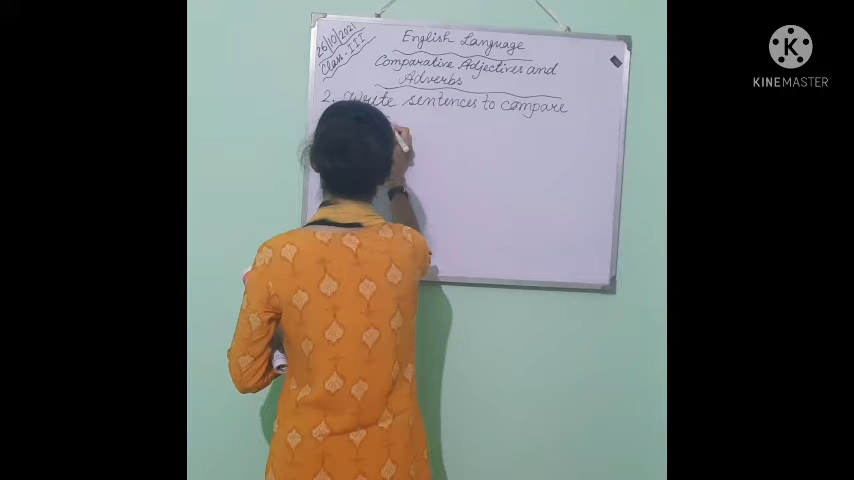 26/10/2021
Class-III
English Language
Comparative Adjectives and
Adverbs
2. Write sentences to compare
K
KINEMASTER